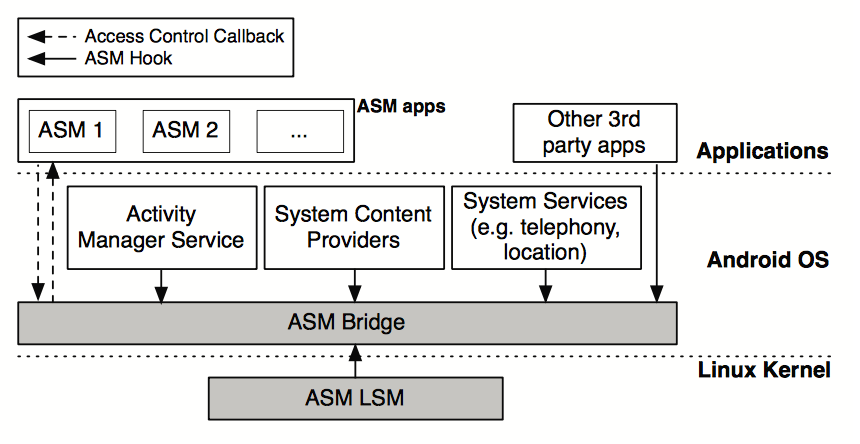 Access Control Callback
ASM Hook
ASM apps
ASM 1
ASM 2
...
Other 3rd
party apps
Applications
Activity
Manager Service
System Content
Providers
System Services
(e.g. telephony,
location)
Android OS
ASM Bridge
Linux Kernel
ASM LSM